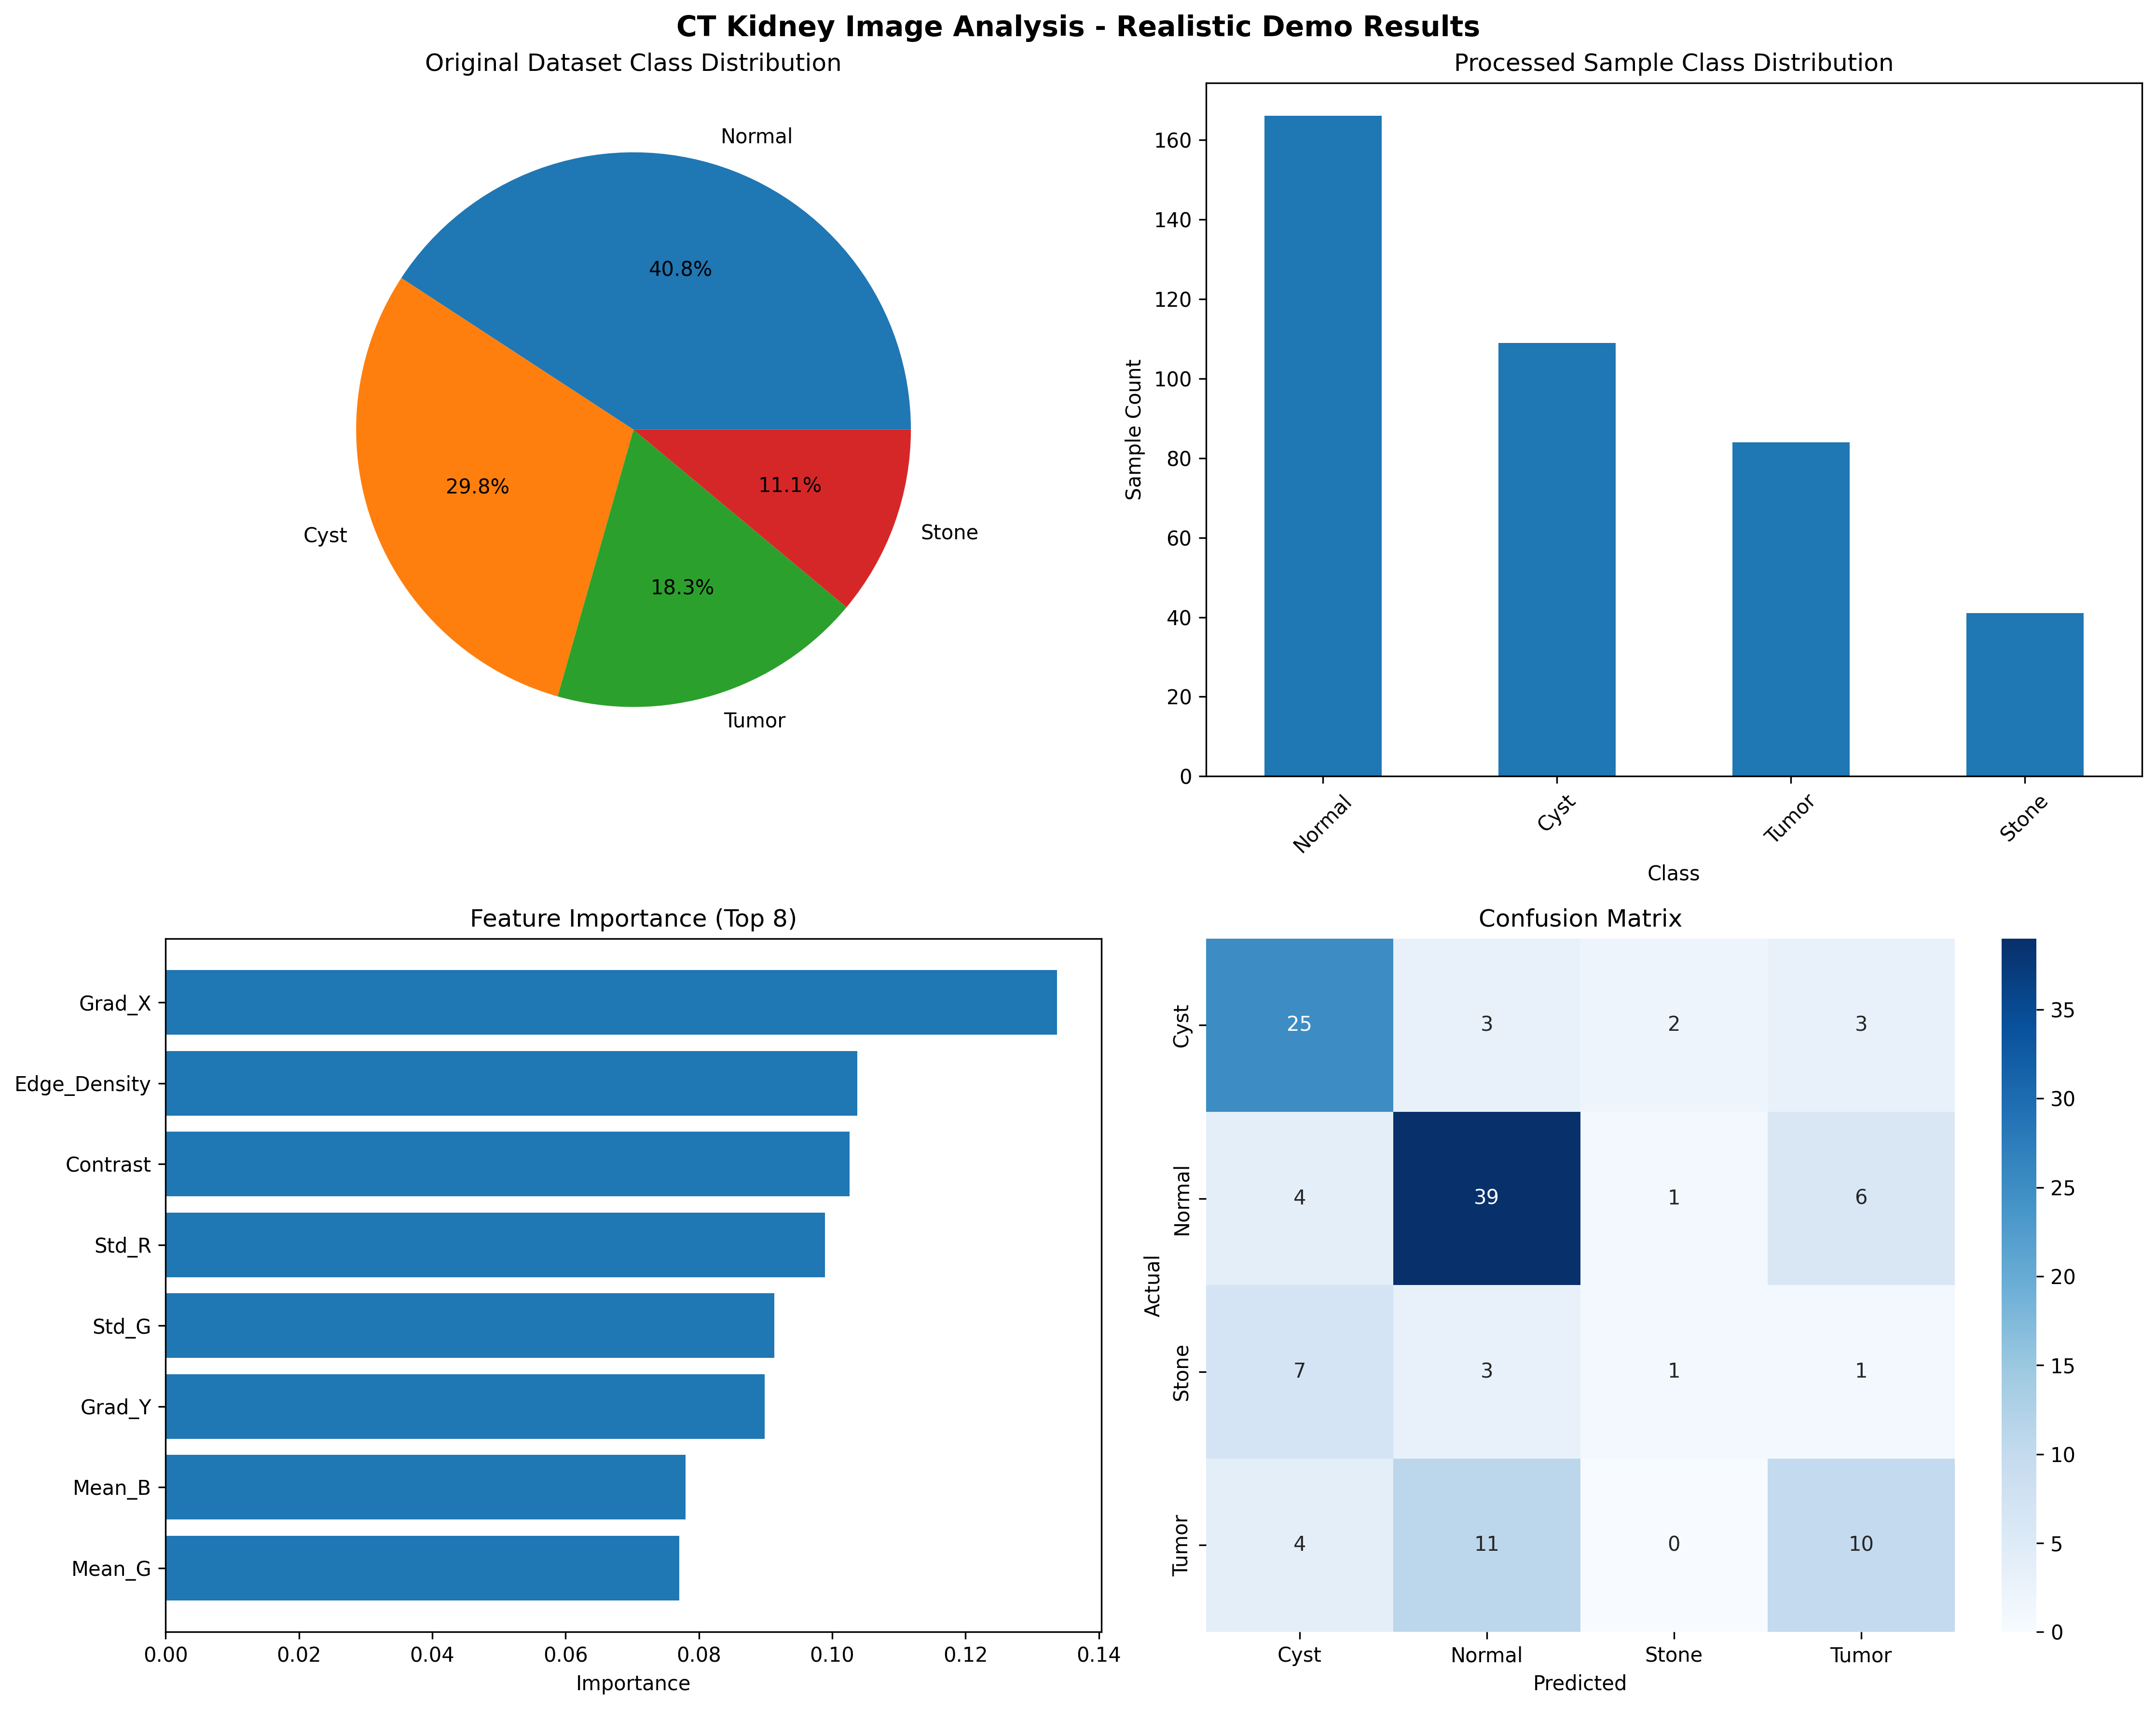 CT Kidney Image Analysis - Realistic Demo Results
Original Dataset Class Distribution
Normal
40.8%
29.8%
Cyst
18.3%
Tumor
11.1%
Stone
Processed Sample Class Distribution
Sample Count
160
140
120
100
80
60
40
20
0
Normal
Cyst
Tumor
Stone
Class
Feature Importance (Top 8)
Grad_X
Edge_Density
Contrast
Std_R
Std_G
Grad_Y
Mean_B
Mean_G
0.00 0.02 0.04 0.06 0.08 0.10 0.12 0.14
Importance
Confusion Matrix
Actual
Cyst 25 3 2 3
Normal 4 39 1 6
Stone 7 3 1 1
Tumor 4 11 0 10
Cyst Normal Stone Tumor
Predicted
35
30
25
20
15
10
5
0